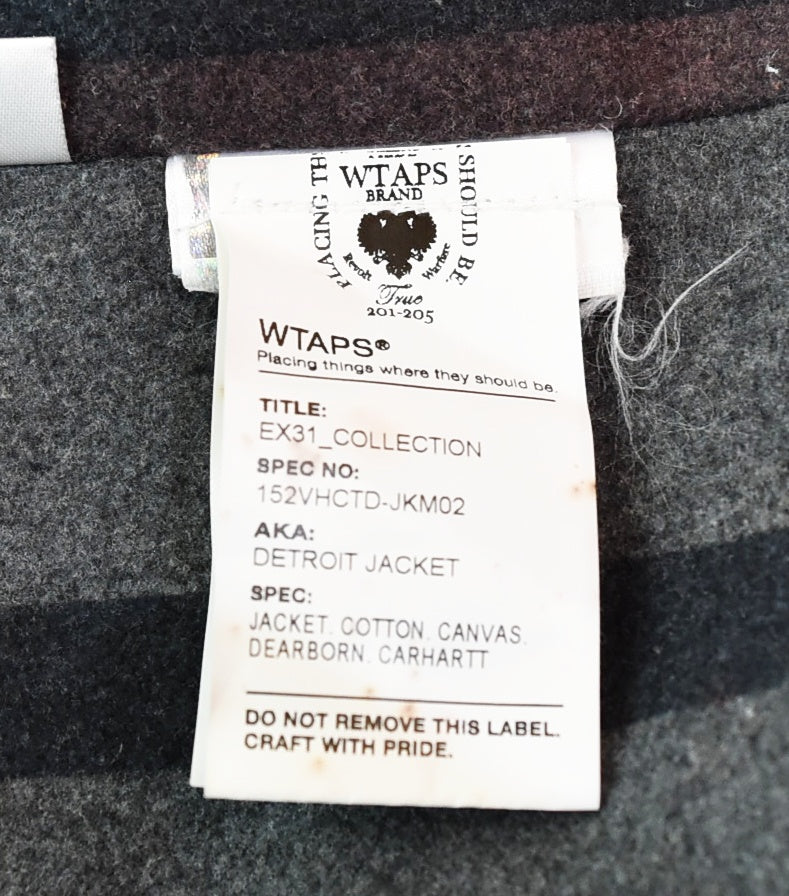 PLACING TH
SHOULD BE.
WTAPS
BRAND
Revolt
Warfare
True
201-205
WTAPS®
Placing things where they should be.
TITLE:
EX31_COLLECTION
SPEC NO:
152VHCTD-JKM02
AKA:
DETROIT JACKET
SPEC:
JACKET. COTTON. CANVAS.
DEARBORN. CARHARTT
DO NOT REMOVE THIS LABEL.
CRAFT WITH PRIDE.